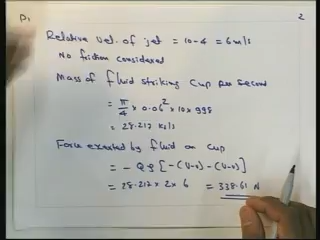 P1
2
Relative vel. of jet = 10-4 = 6 m/s
No friction considered
Mass of fluid striking cup per second
= π/4 × 0.06² × 10 × 998
= 28.217 kg/s
Force exerted by fluid on cup
= - Qρ [-(V-u) - (V-u)]
= 28.217 × 2 × 6 = 338.61 N